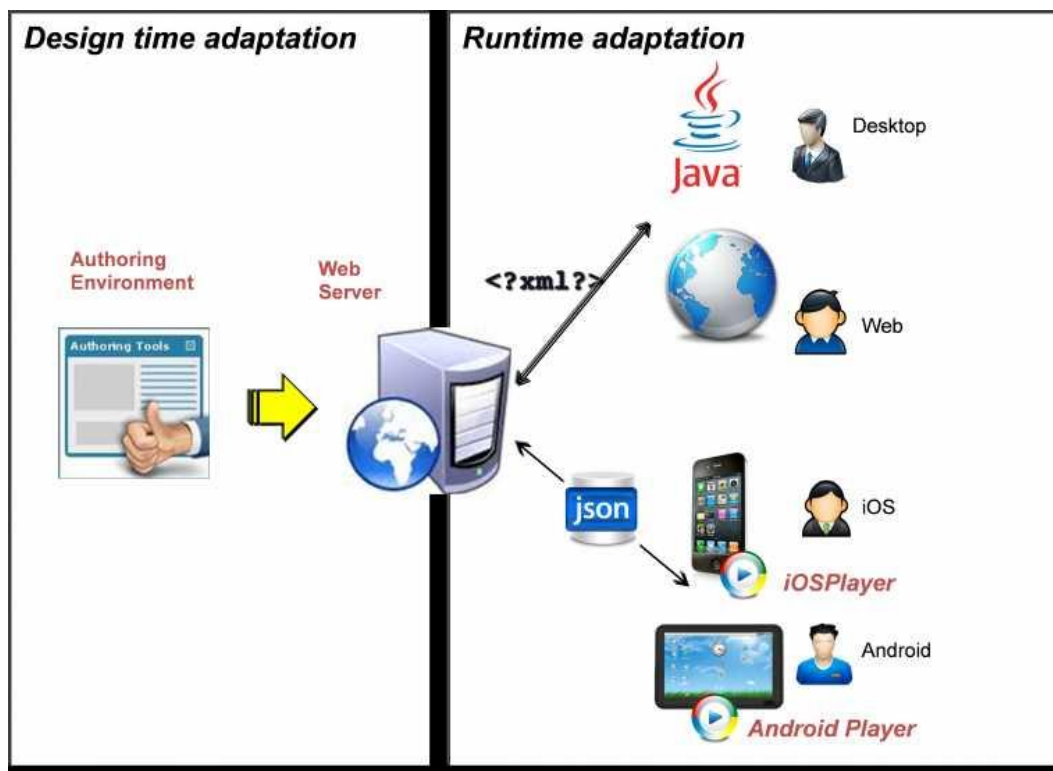 Design time adaptation
Runtime adaptation
Java
Desktop
Authoring
Environment
Web
Server
<?xml?>
Web
Authoring Tools
json
iOS
iOSPlayer
Android
Android Player